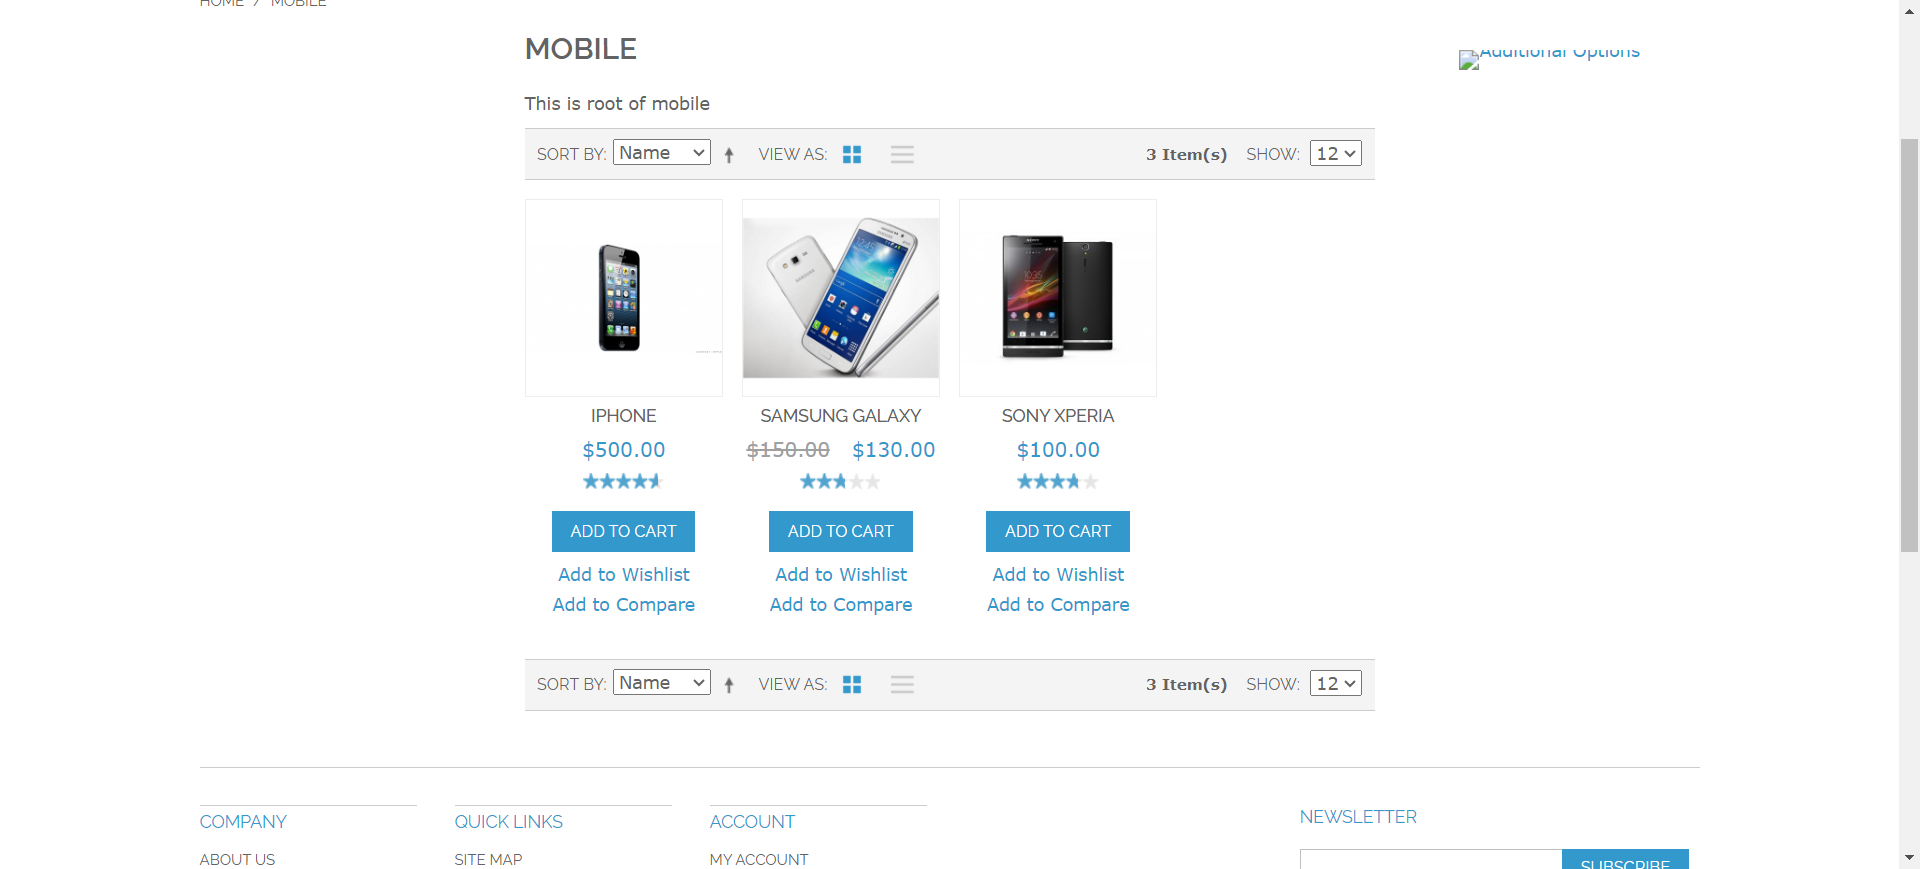 HOME / MOBILE
MOBILE
Additional Options
This is root of mobile
SORT BY: Name VIEW AS: 3 Item(s) SHOW: 12
IPHONE SAMSUNG GALAXY SONY XPERIA
$500.00 $150.00 $130.00 $100.00
ADD TO CART ADD TO CART ADD TO CART
Add to Wishlist Add to Wishlist Add to Wishlist
Add to Compare Add to Compare Add to Compare
SORT BY: Name VIEW AS: 3 Item(s) SHOW: 12
COMPANY QUICK LINKS ACCOUNT NEWSLETTER
ABOUT US SITE MAP MY ACCOUNT SUBSCRIBE